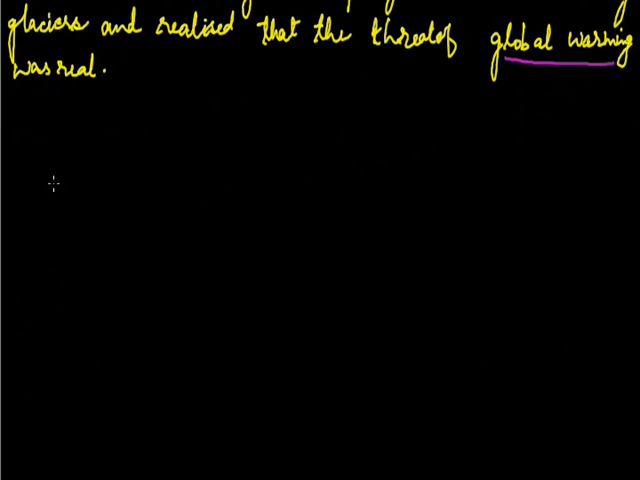 glaciers and realised that the threat of global warming
was real.